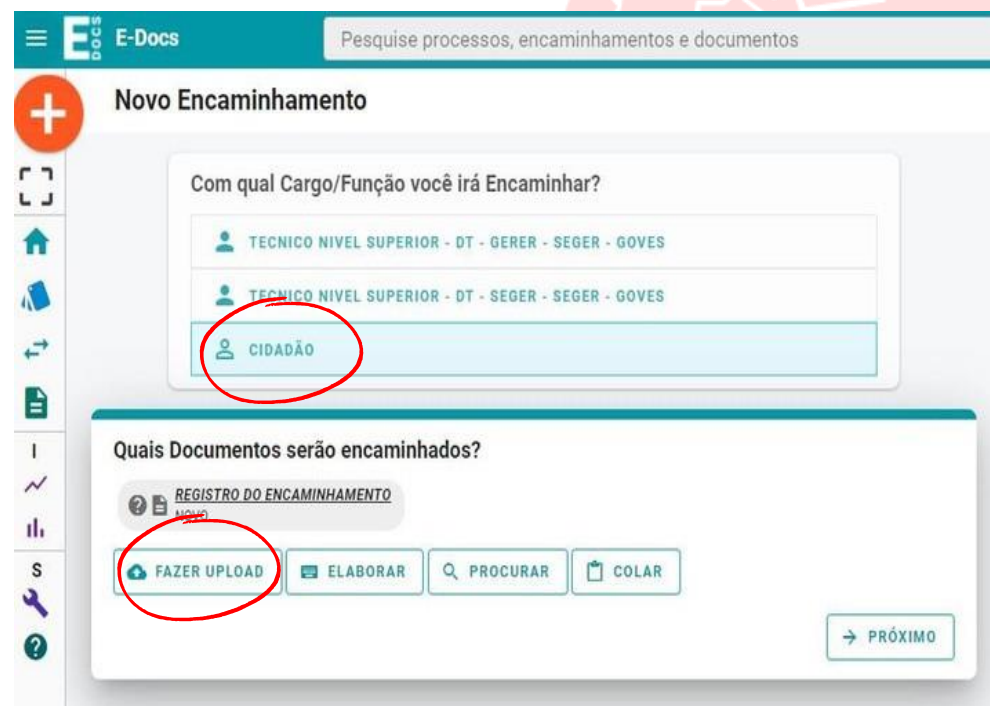 E DOCS E-Docs Pesquise processos, encaminhamentos e documentos
Novo Encaminhamento
Com qual Cargo/Função você irá Encaminhar?
TECNICO NIVEL SUPERIOR - DT - GERER - SEGER - GOVES
TECNICO NIVEL SUPERIOR - DT - SEGER - SEGER - GOVES
CIDADÃO
I
S
Quais Documentos serão encaminhados?
REGISTRO DO ENCAMINHAMENTO
NOVO
FAZER UPLOAD ELABORAR PROCURAR COLAR
PRÓXIMO